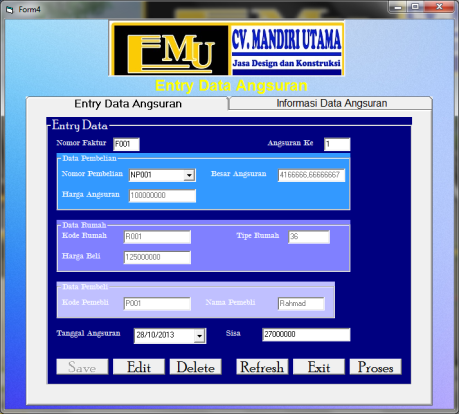 Form4
FMU
CV. MANDIRI UTAMA
Jasa Design dan Konstruksi
Entry Data Angsuran
Entry Data Angsuran Informasi Data Angsuran
Entry Data
Nomor Faktur F001 Angsuran Ke 1
Data Pembelian
Nomor Pembelian NP001 Besar Angsuran 4166666,66666667
Harga Angsuran 100000000
Data Rumah
Kode Rumah R001 Tipe Rumah 36
Harga Beli 125000000
Data Pembeli
Kode Pemebli P001 Nama Pemebli Rahmad
Tanggal Angsuran 28/10/2013 Sisa 27000000
Save Edit Delete Refresh Exit Proses